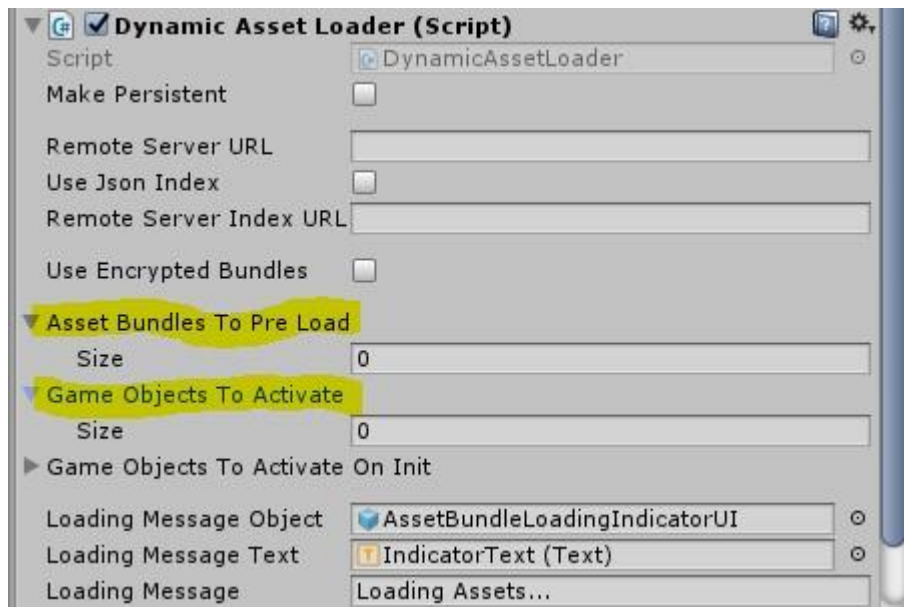 Dynamic Asset Loader (Script)
Script DynamicAssetLoader
Make Persistent
Remote Server URL
Use Json Index
Remote Server Index URL
Use Encrypted Bundles
Asset Bundles To Pre Load
Size 0
Game Objects To Activate
Size 0
Game Objects To Activate On Init
Loading Message Object AssetBundleLoadingIndicatorUI
Loading Message Text IndicatorText (Text)
Loading Message Loading Assets...